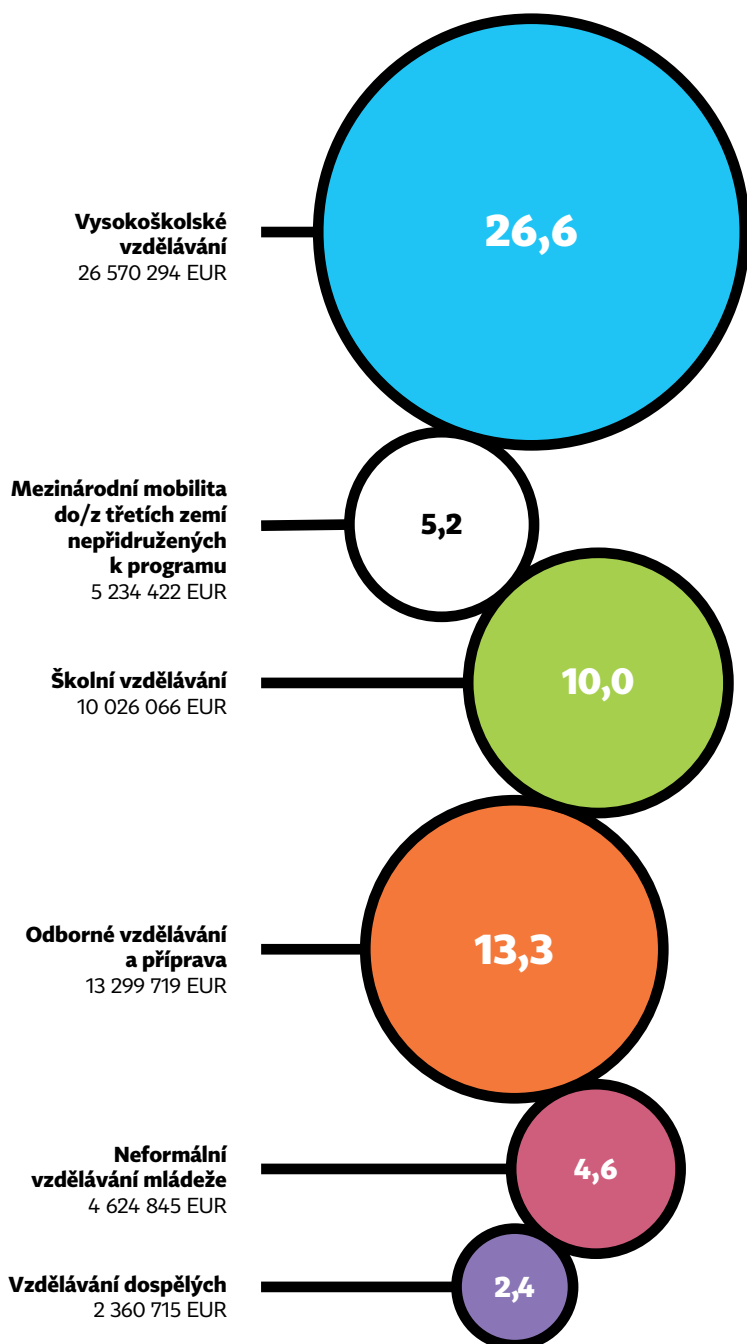 Vysokoškolské
vzdělávání
26 570 294 EUR
26,6
Mezinárodní mobilita
do/z třetích zemí
nepřidružených
k programu
5 234 422 EUR
5,2
Školní vzdělávání
10 026 066 EUR
10,0
Odborné vzdělávání
a příprava
13 299 719 EUR
13,3
Neformální
vzdělávání mládeže
4 624 845 EUR
4,6
Vzdělávání dospělých
2 360 715 EUR
2,4